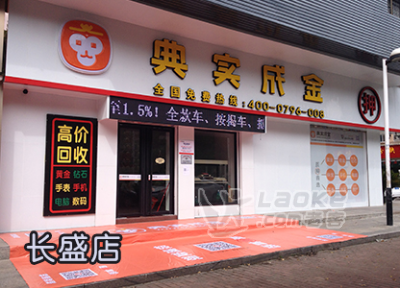 典实成金
全国免费热线:400-0796-008
押
1.5%! 全款车、按揭车、
高价
回收
黄金 钻石
手表 手机
电脑 数码
Laoke
.com
长盛店